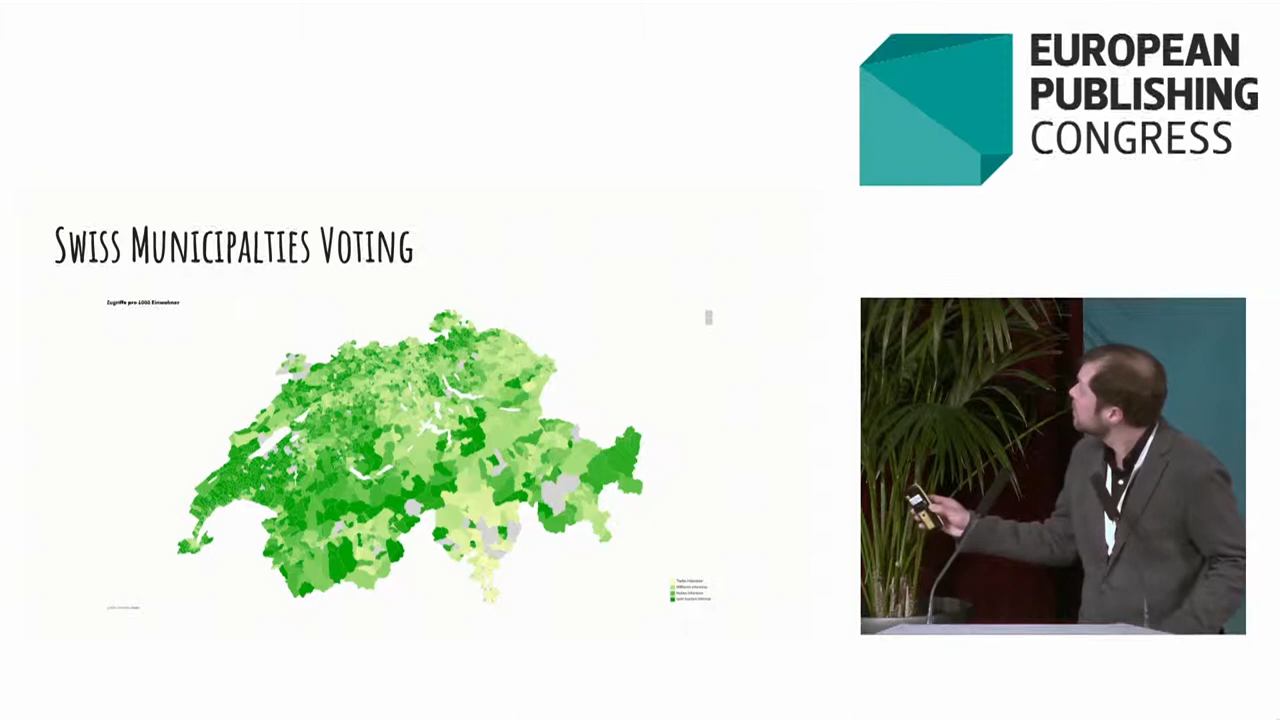 EUROPEAN
PUBLISHING
CONGRESS
SWISS MUNICIPALTIES VOTING
Zugriffe pro 1000 Einwohner